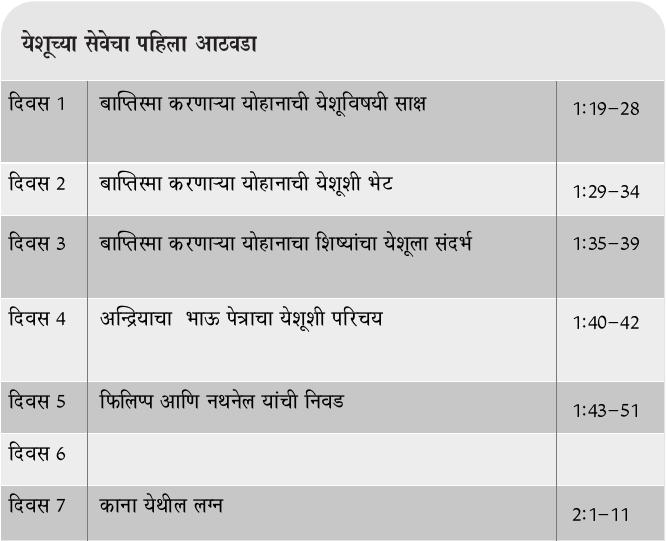 येशूच्या सेवेचा पहिला आठवडा
दिवस 1 बाप्तिस्मा करणाऱ्या योहानाची येशूविषयी साक्ष 1:19–28
दिवस 2 बाप्तिस्मा करणाऱ्या योहानाची येशूशी भेट 1:29–34
दिवस 3 बाप्तिस्मा करणाऱ्या योहानाचा शिष्यांचा येशूला संदर्भ 1:35–39
दिवस 4 अन्द्रियाचा भाऊ पेत्राचा येशूशी परिचय 1:40–42
दिवस 5 फिलिप्प आणि नथनेल यांची निवड 1:43–51
दिवस 6
दिवस 7 काना येथील लग्न 2:1–11